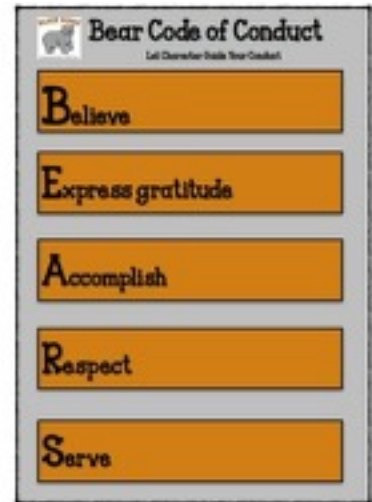 Bear Code of Conduct
Let Character Guide Your Conduct
Believe
Express gratitude
Accomplish
Respect
Serve